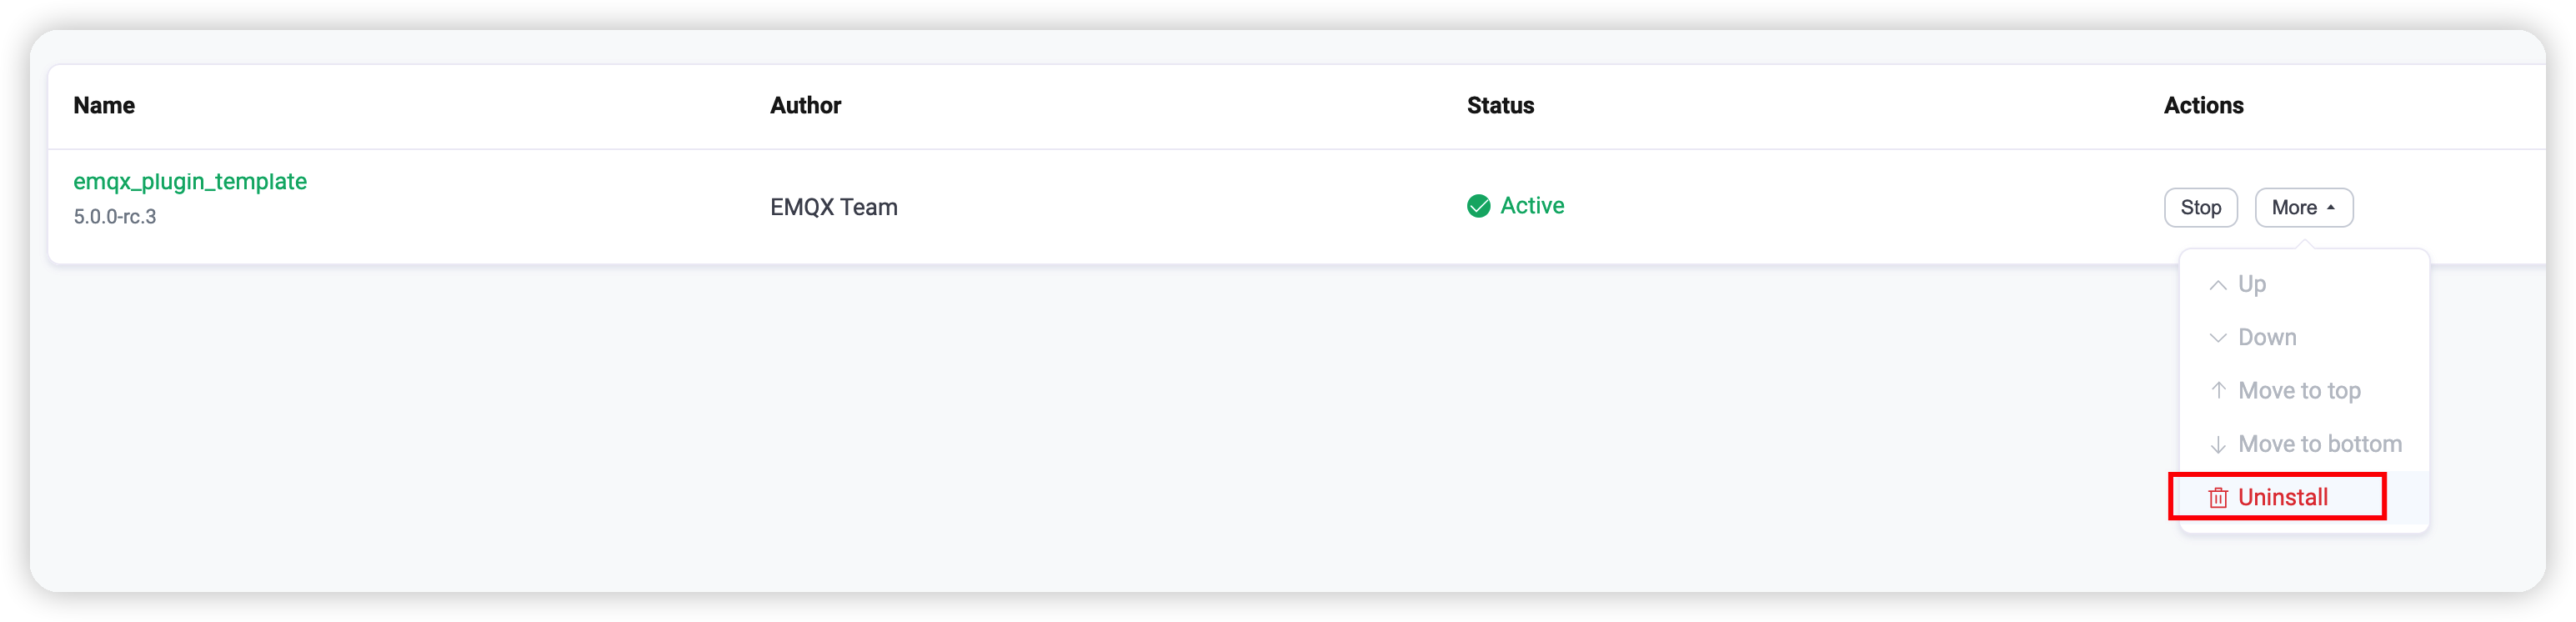 Name Author Status Actions
emqx_plugin_template
5.0.0-rc.3
EMQX Team
Active
Stop
More
Up
Down
Move to top
Move to bottom
Uninstall